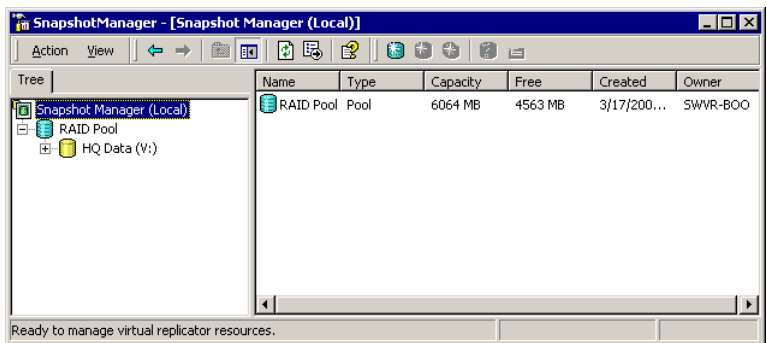 SnapshotManager - [Snapshot Manager (Local)]
Action View
Tree
Name Type Capacity Free Created Owner
Snapshot Manager (Local)
RAID Pool
HQ Data (V:)
RAID Pool Pool 6064 MB 4563 MB 3/17/200... SWVR-BOO
Ready to manage virtual replicator resources.